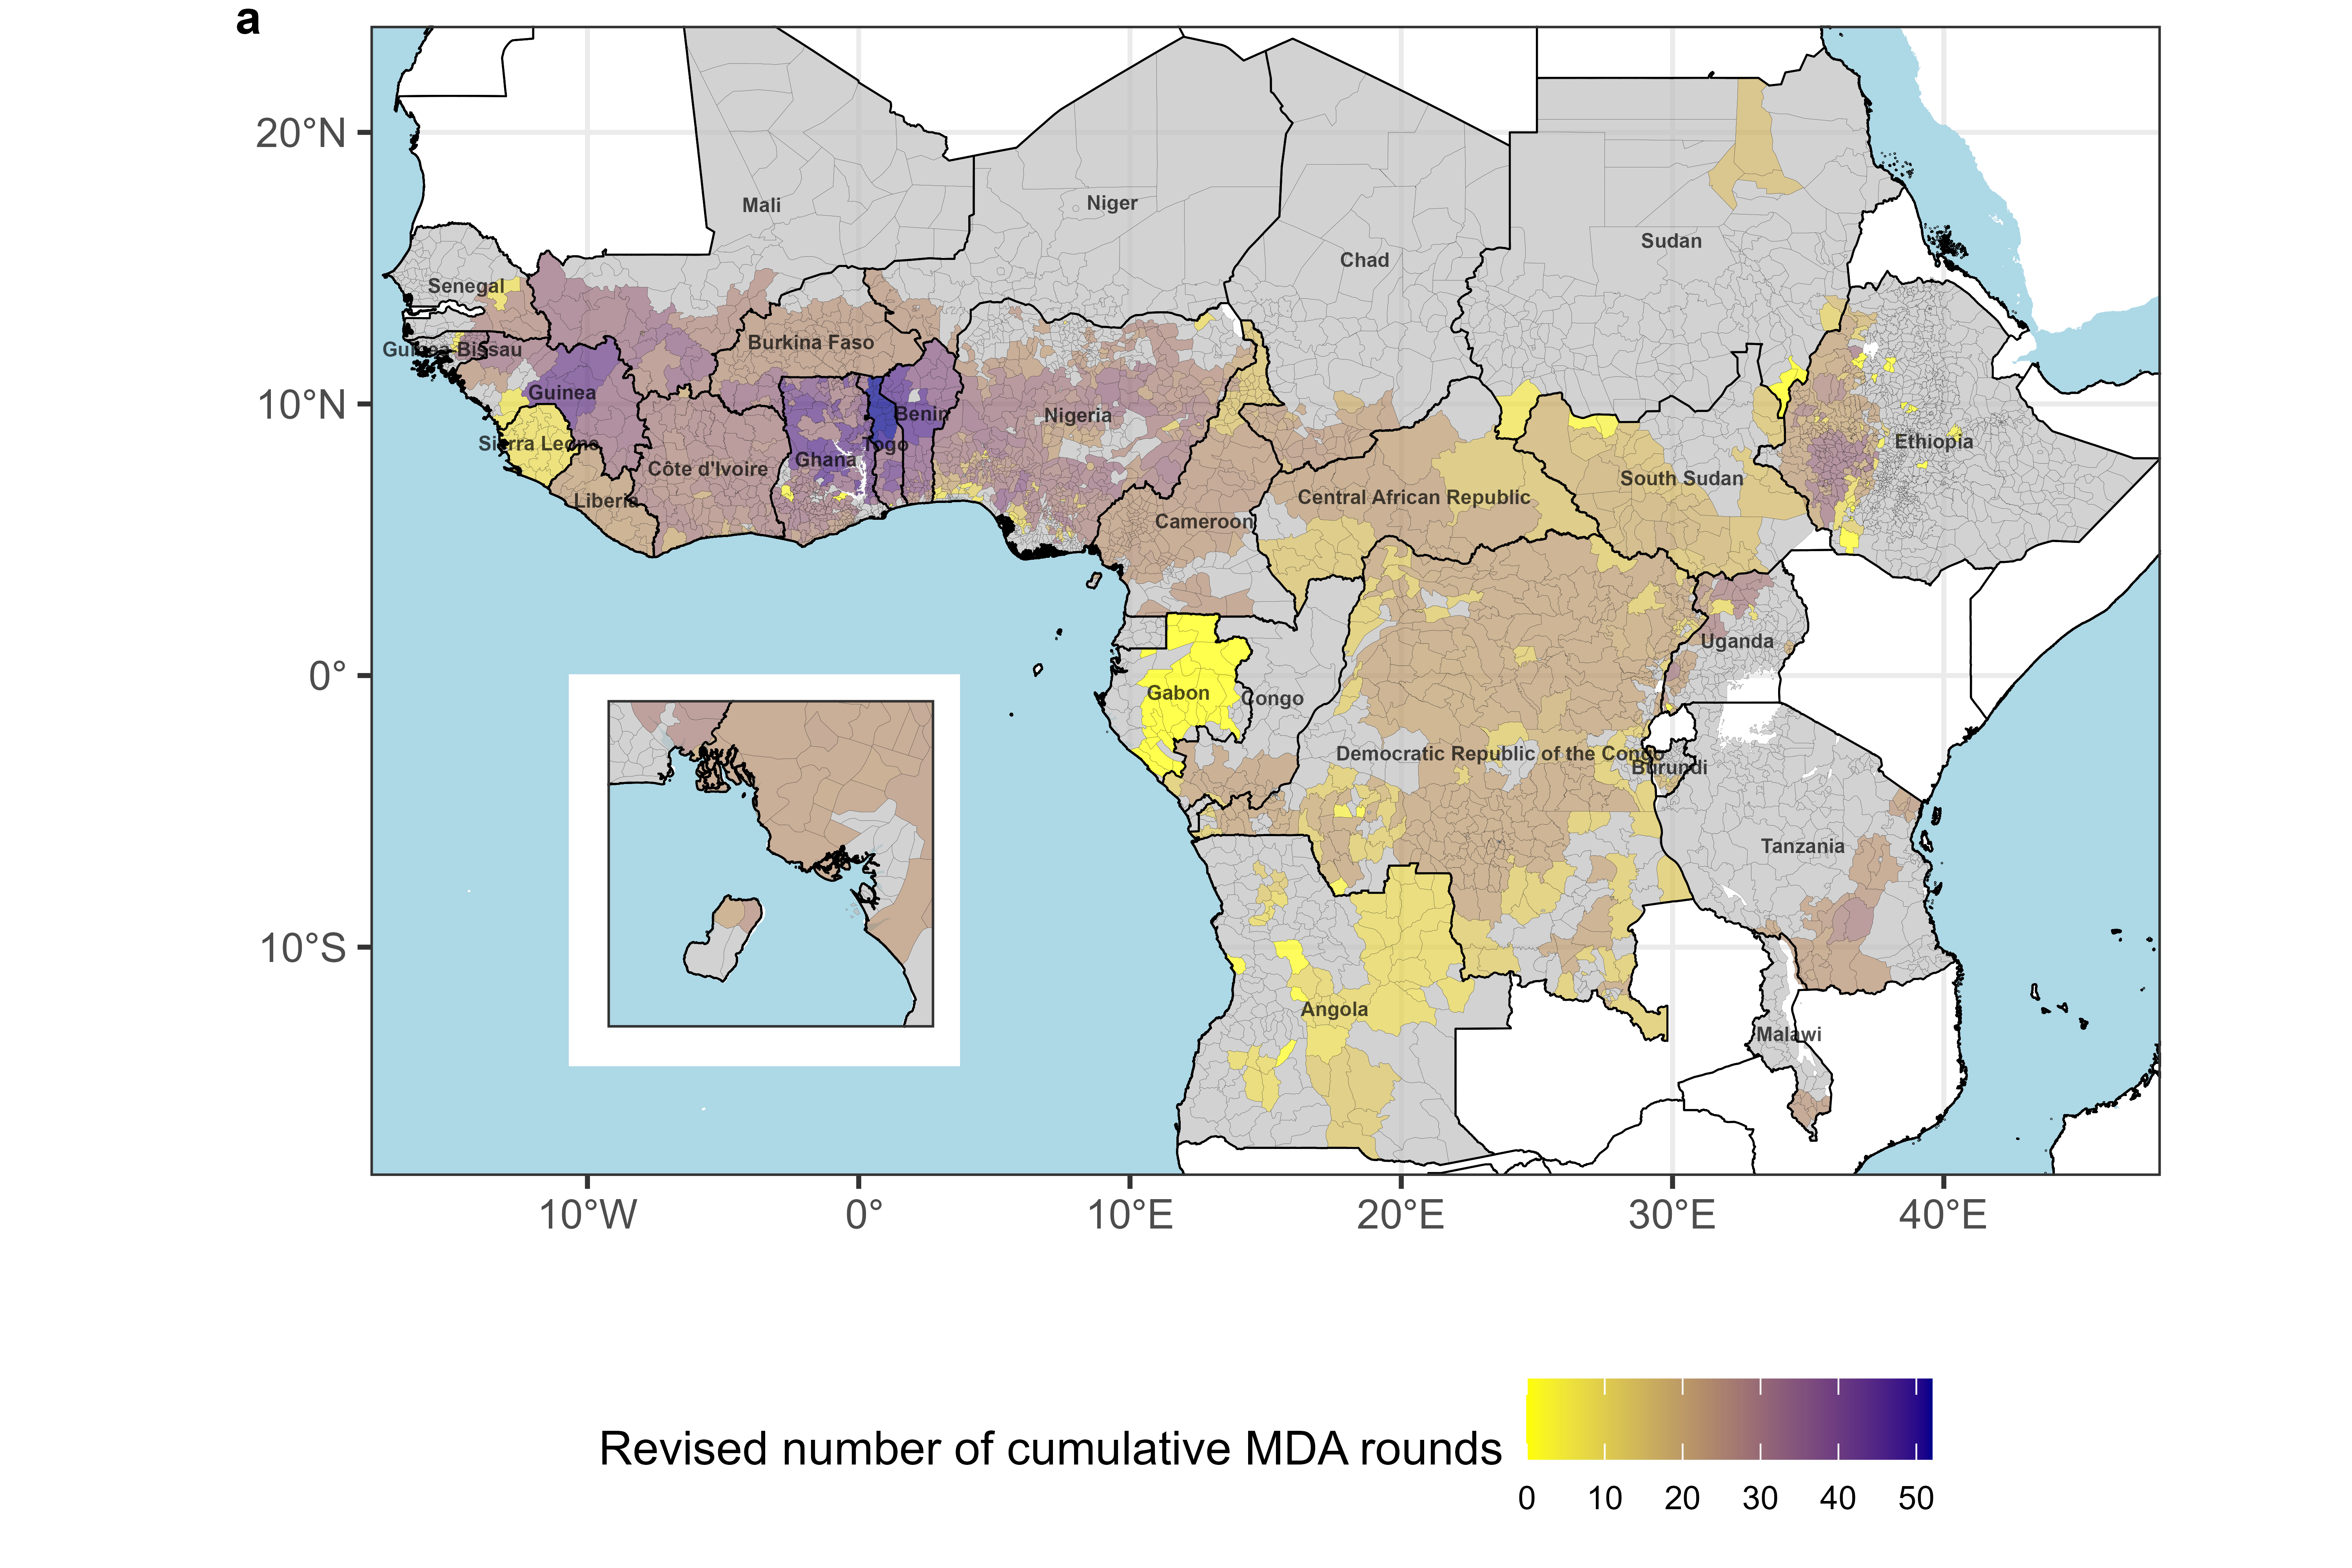 a
20°N
10°N
0°
10°S
Mali
Niger
Chad
Sudan
Senegal
Guinea-Bissau
Burkina Faso
Guinea
Benin
Nigeria
Sierra Leone
Togo
Ghana
Côte d'Ivoire
Liberia
Ethiopia
South Sudan
Central African Republic
Cameroon
Uganda
Gabon
Congo
Democratic Republic of the Congo
Burundi
Tanzania
Angola
Malawi
10°W
0°
10°E
20°E
30°E
40°E
Revised number of cumulative MDA rounds
0 10 20 30 40 50